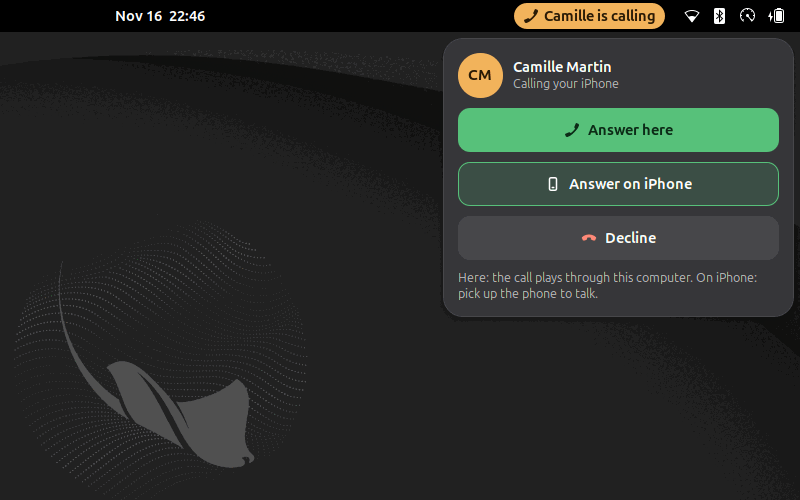 Nov 16 22:46
Camille is calling
CM
Camille Martin
Calling your iPhone
Answer here
Answer on iPhone
Decline
Here: the call plays through this computer. On iPhone:
pick up the phone to talk.